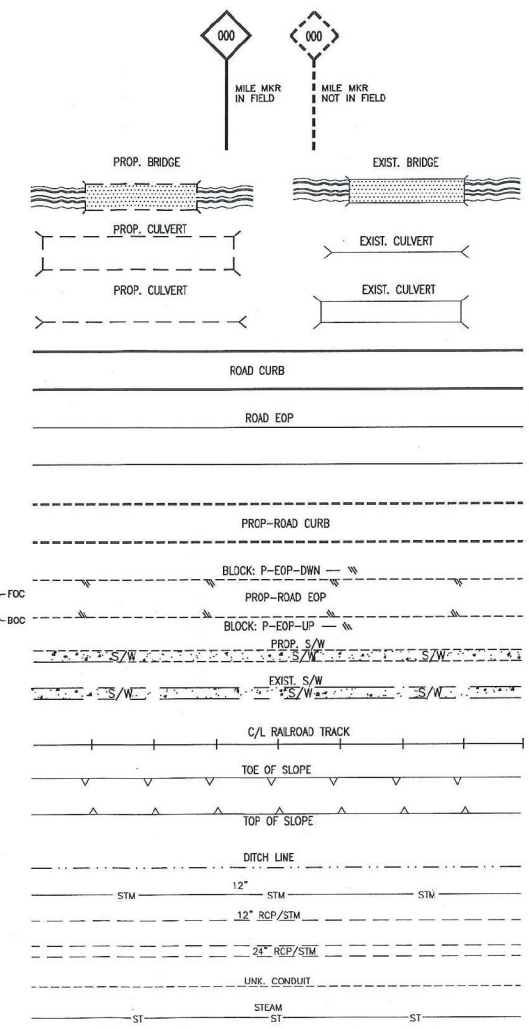 000
000
MILE MKR
IN FIELD
MILE MKR
NOT IN FIELD
PROP. BRIDGE
EXIST. BRIDGE
PROP. CULVERT
EXIST. CULVERT
PROP. CULVERT
EXIST. CULVERT
ROAD CURB
ROAD EOP
PROP-ROAD CURB
BLOCK: P-EOP-DWN
FOC
PROP-ROAD EOP
BOC
BLOCK: P-EOP-UP
PROP. S/W
S/W S/W S/W
EXIST. S/W
S/W S/W S/W
C/L RAILROAD TRACK
TOE OF SLOPE
TOP OF SLOPE
DITCH LINE
12"
STM STM STM
12" RCP/STM
24" RCP/STM
UNK. CONDUIT
STEAM
ST ST ST